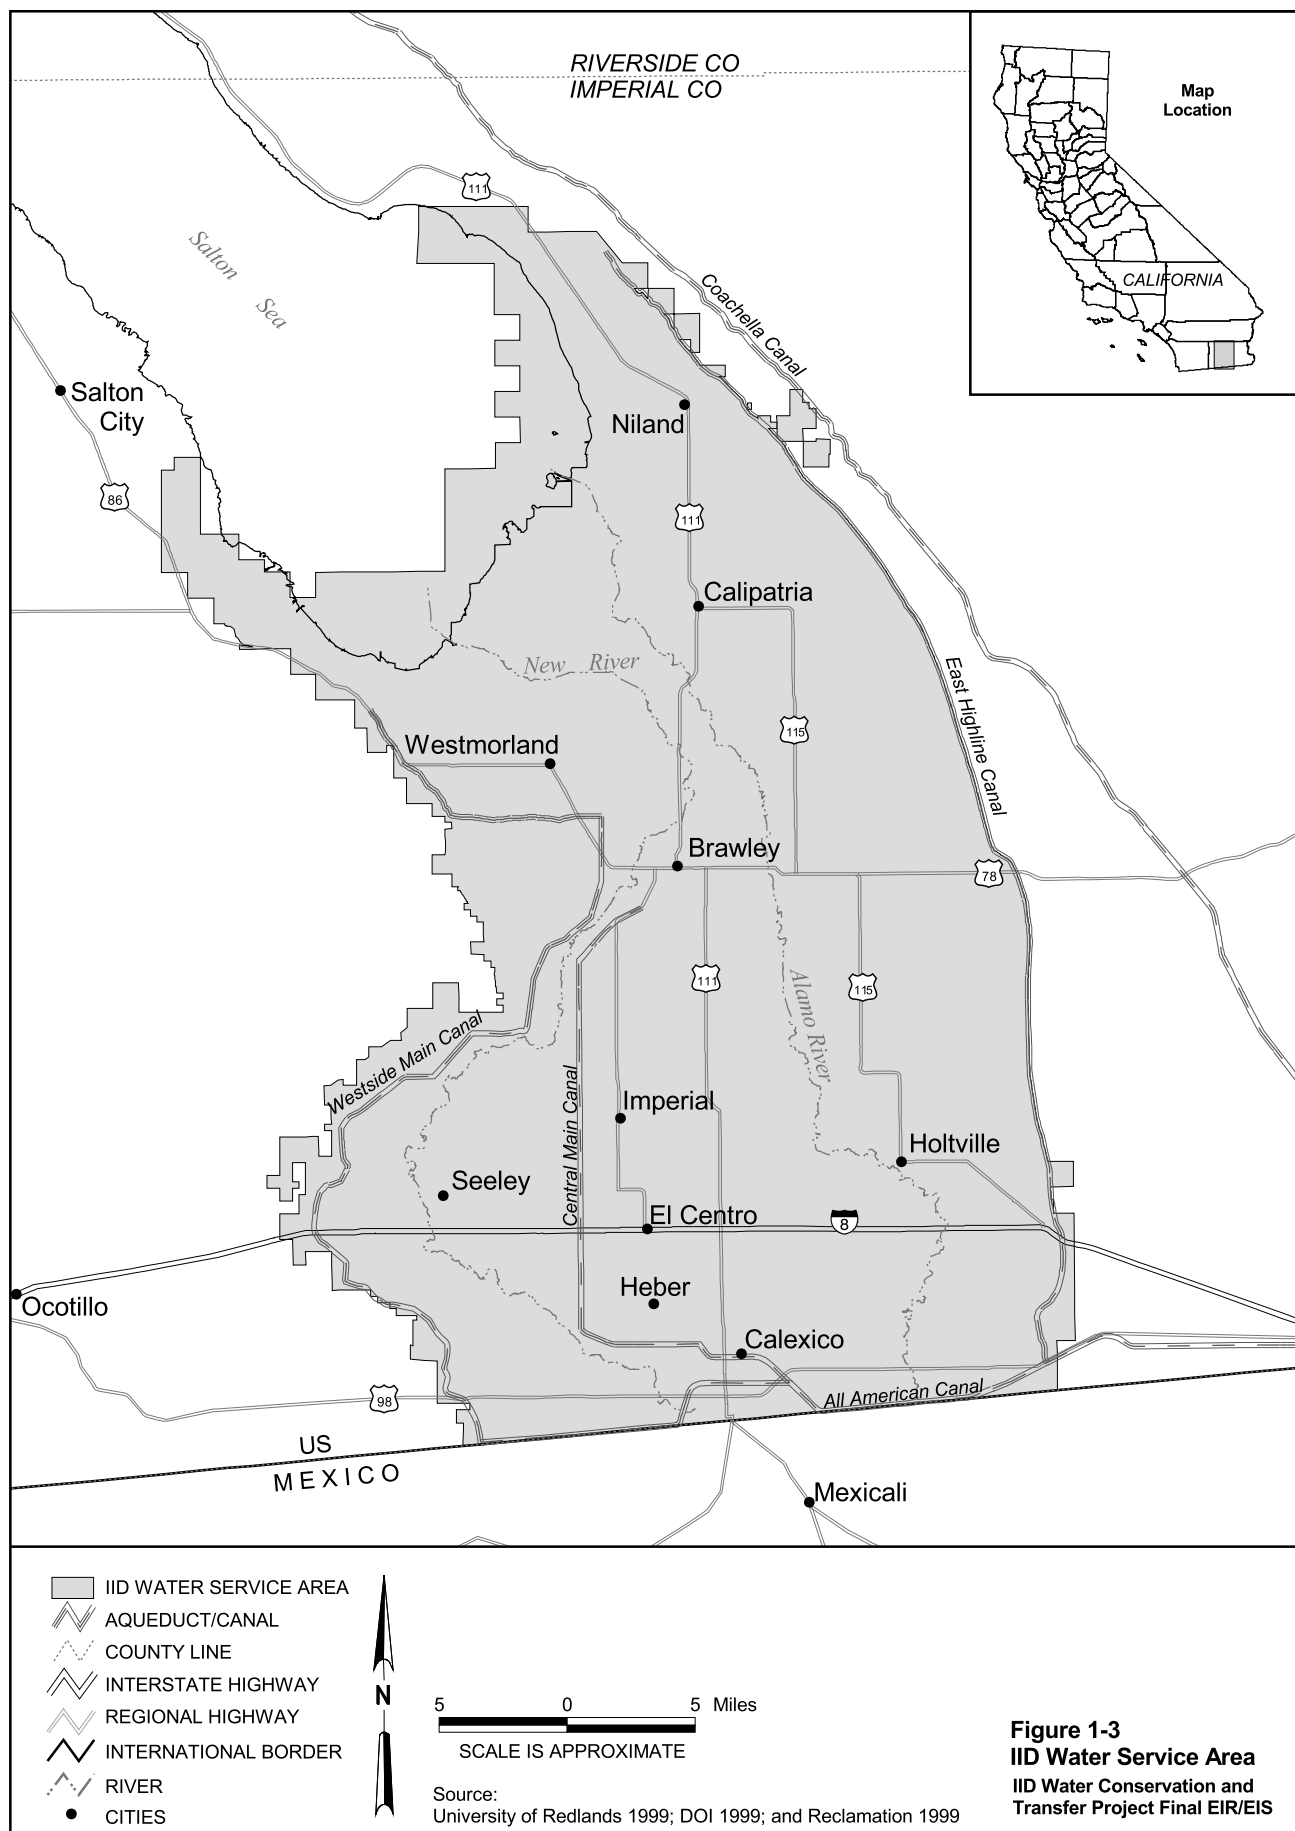 RIVERSIDE CO
IMPERIAL CO
Map
Location
CALIFORNIA
111
Salton
Sea
Coachella Canal
Salton
City
Niland
86
111
Calipatria
New River
East Highline Canal
115
Westmorland
Brawley
78
111
115
Alamo River
Westside Main Canal
Central Main Canal
Imperial
Holtville
Seeley
El Centro
8
Heber
Ocotillo
Calexico
All American Canal
98
US
MEXICO
Mexicali
IID WATER SERVICE AREA
AQUEDUCT/CANAL
COUNTY LINE
INTERSTATE HIGHWAY
REGIONAL HIGHWAY
INTERNATIONAL BORDER
RIVER
CITIES
N
5 0 5 Miles
SCALE IS APPROXIMATE
Source:
University of Redlands 1999; DOI 1999; and Reclamation 1999
Figure 1-3
IID Water Service Area
IID Water Conservation and
Transfer Project Final EIR/EIS